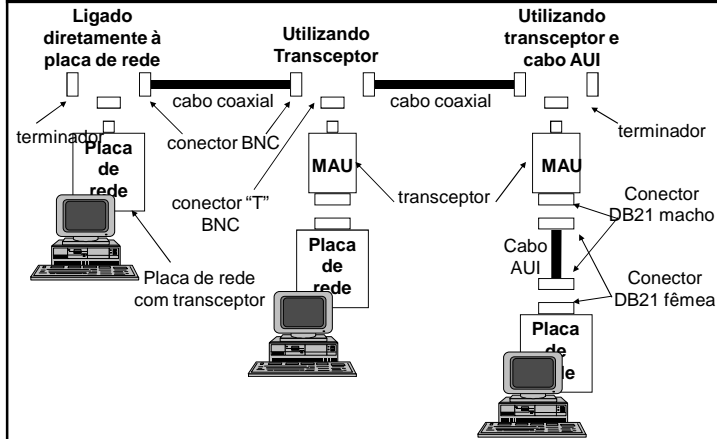 Ligado
diretamente à
placa de rede
Utilizando
Transceptor
Utilizando
transceptor e
cabo AUI
cabo coaxial
cabo coaxial
terminador
conector BNC
terminador
Placa
de
rede
MAU
MAU
conector “T”
BNC
transceptor
Conector
DB21 macho
Placa de rede
com transceptor
Placa
de
rede
Cabo
AUI
Conector
DB21 fêmea
Placa
de
rede